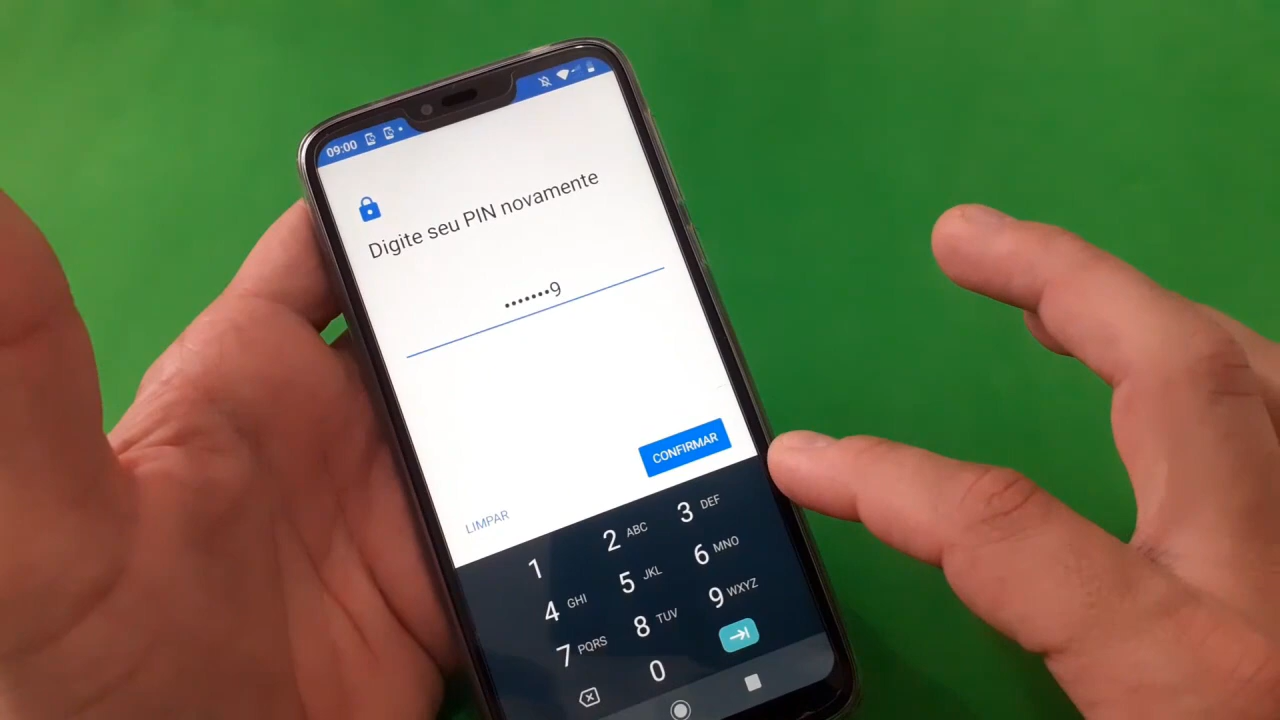 09:00
Digite seu PIN novamente
•••••••9
CONFIRMAR
LIMPAR
1
2 ABC
3 DEF
4 GHI
5 JKL
6 MNO
7 PQRS
8 TUV
9 WXYZ
0